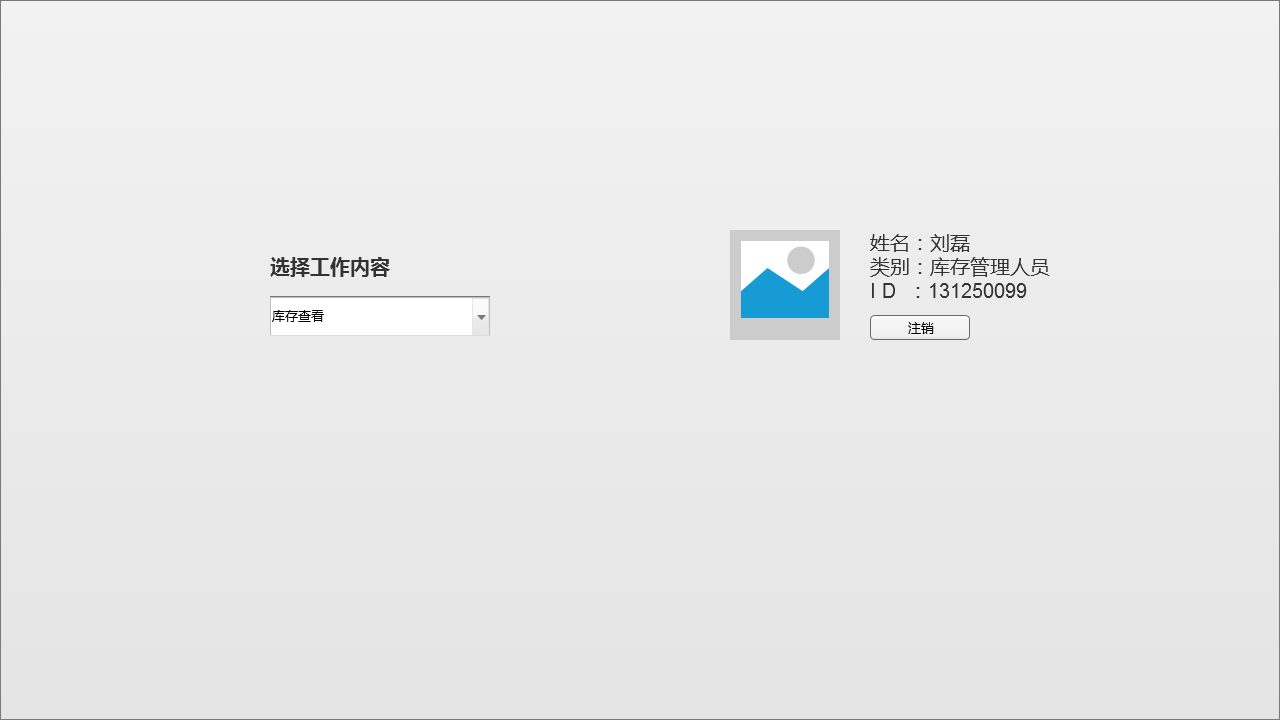 选择工作内容
库存查看
姓名：刘磊
类别：库存管理人员
I D ：131250099
注销